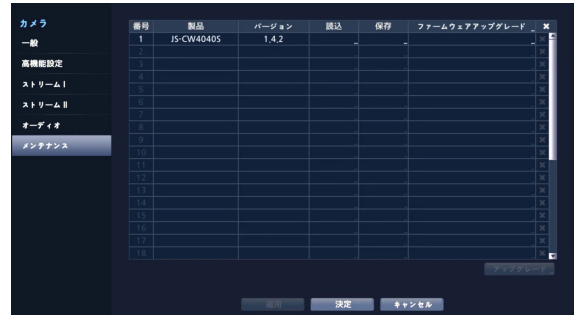 カメラ
一般
高機能設定
ストリームⅠ
ストリームⅡ
オーディオ
メンテナンス
番号 製品 バージョン 読込 保存 ファームウェアアップグレード
1 JS-CW4040S 1,4,2
2
3
4
5
6
7
8
9
10
11
12
13
14
15
16
17
18
アップグレード
適用 決定 キャンセル